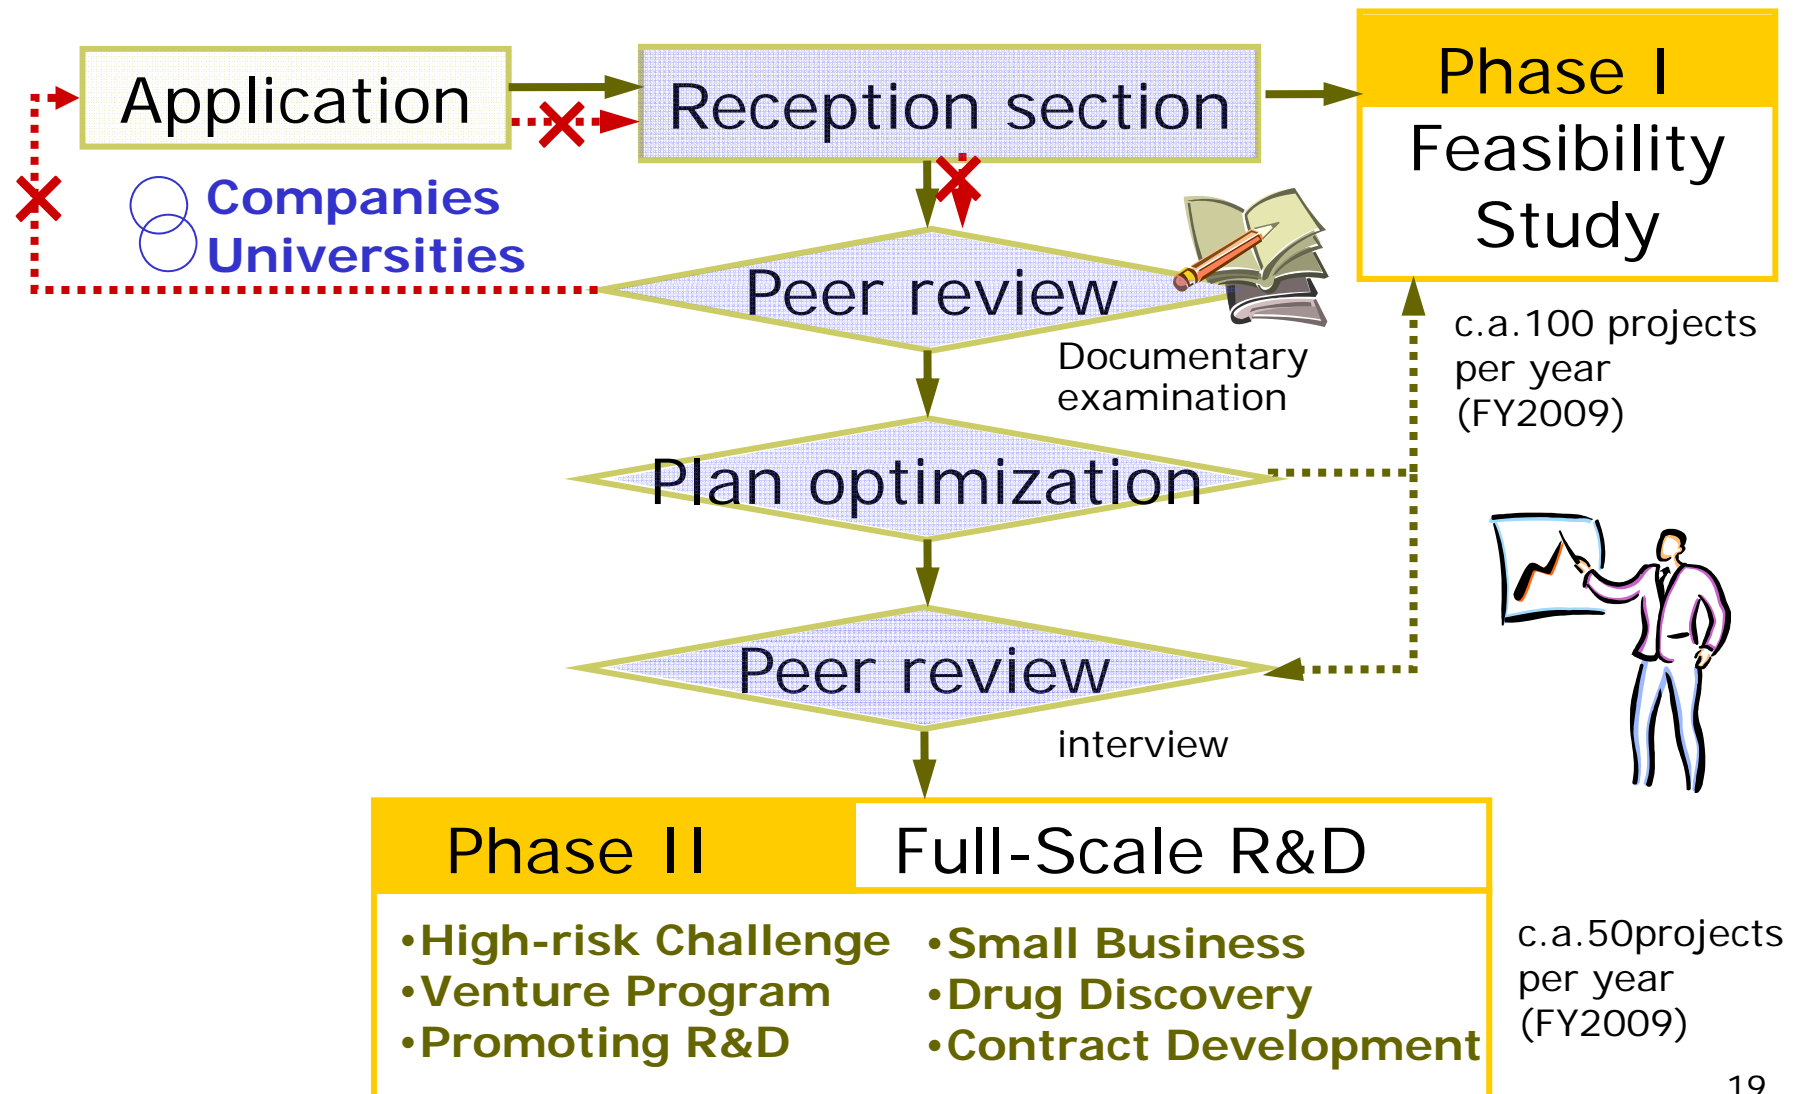 Application
Reception section
Phase I
Feasibility
Study
Companies
Universities
Peer review
Documentary
examination
c.a.100 projects
per year
(FY2009)
Plan optimization
Peer review
interview
Phase II
Full-Scale R&D
•High-risk Challenge
•Venture Program
•Promoting R&D
•Small Business
•Drug Discovery
•Contract Development
c.a.50projects
per year
(FY2009)
19